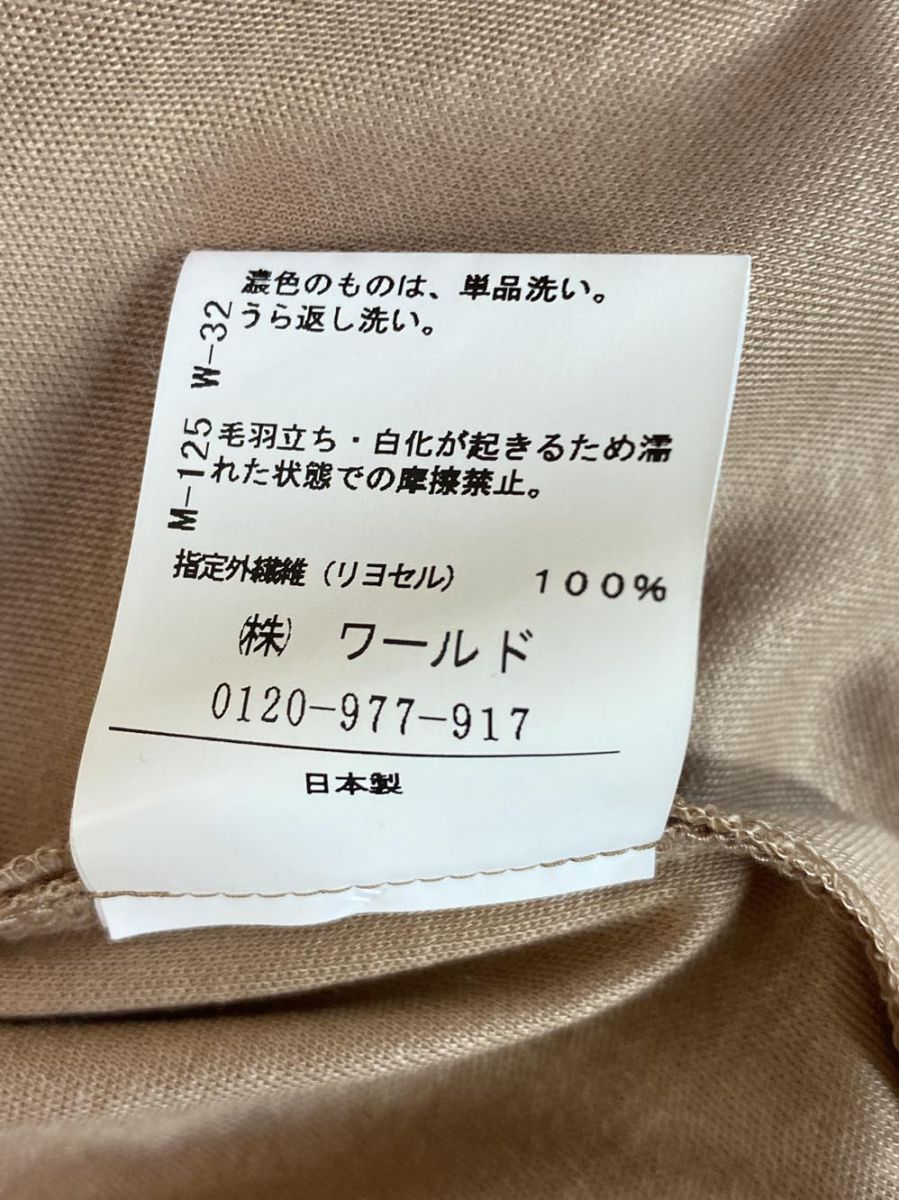 濃色のものは、単品洗い。
うら返し洗い。
毛羽立ち・白化が起きるため濡
れた状態での摩擦禁止。
M-125 W-32
指定外繊維(リヨセル) 100%
㈱ ワールド
0120-977-917
日本製